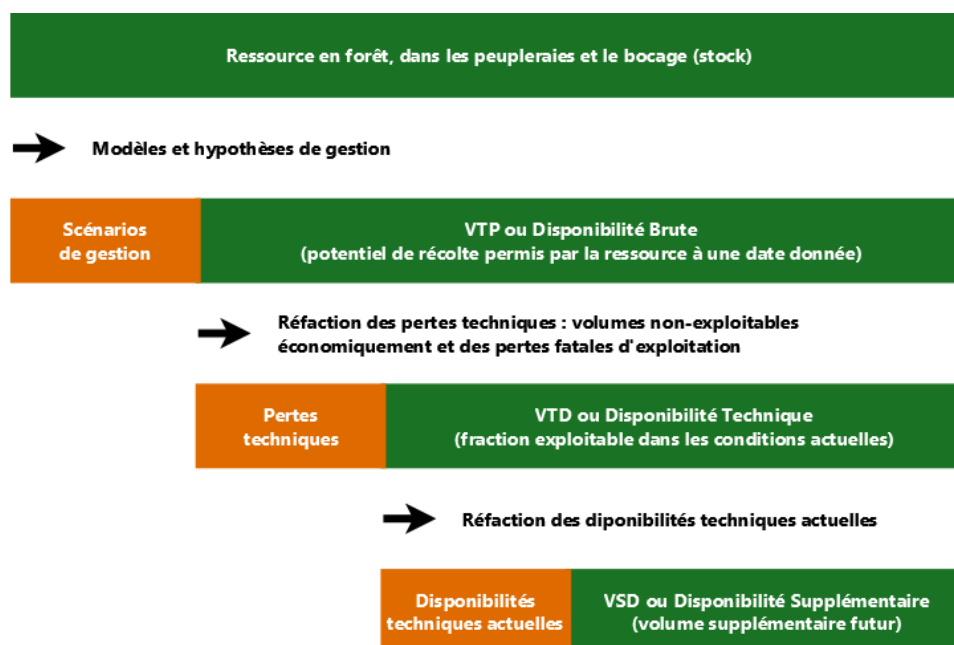 Ressource en forêt, dans les peupleraies et le bocage (stock)
Modèles et hypothèses de gestion
Scénarios
de gestion
VTP ou Disponibilité Brute
(potentiel de récolte permis par la ressource à une date donnée)
Réfaction des pertes techniques : volumes non-exploitables
économiquement et des pertes fatales d'exploitation
Pertes
techniques
VTD ou Disponibilité Technique
(fraction exploitable dans les conditions actuelles)
Réfaction des diponibilités techniques actuelles
Disponibilités
techniques actuelles
VSD ou Disponibilité Supplémentaire
(volume supplémentaire futur)